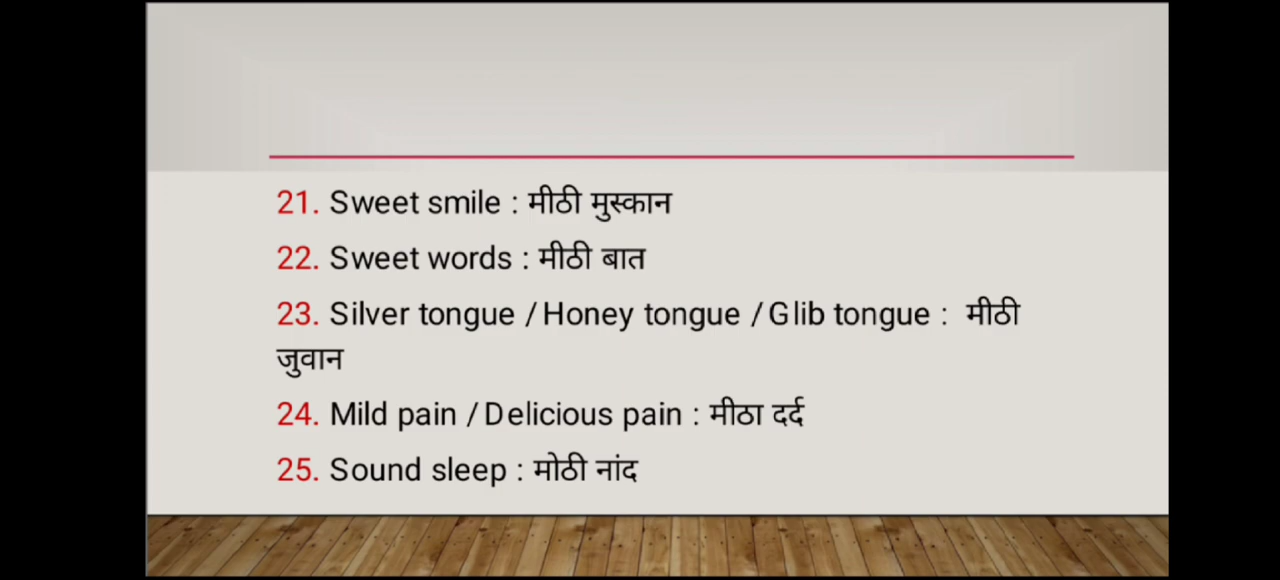 21. Sweet smile : मीठी मुस्कान
22. Sweet words : मीठी बात
23. Silver tongue / Honey tongue / Glib tongue : मीठी
जुवान
24. Mild pain / Delicious pain : मीठा दर्द
25. Sound sleep : मोठी नांद